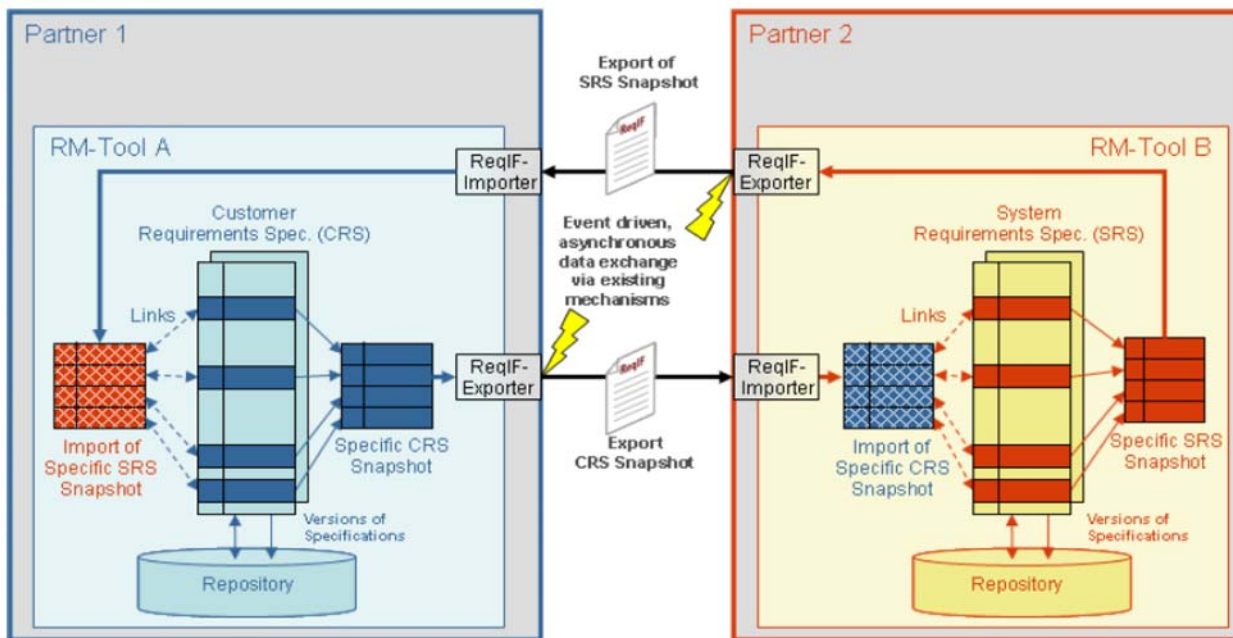 Partner 1
Partner 2
Export of
SRS Snapshot
ReqIF
RM-Tool A
RM-Tool B
ReqIF-
Importer
ReqIF-
Exporter
Customer
Requirements Spec. (CRS)
Event driven,
asynchronous
data exchange
via existing
mechanisms
System
Requirements Spec. (SRS)
Links
Links
ReqIF-
Exporter
ReqIF
ReqIF-
Importer
Import of
Specific SRS
Snapshot
Specific CRS
Snapshot
Export
CRS Snapshot
Import of
Specific CRS
Snapshot
Specific SRS
Snapshot
Versions of
Specifications
Versions of
Specifications
Repository
Repository